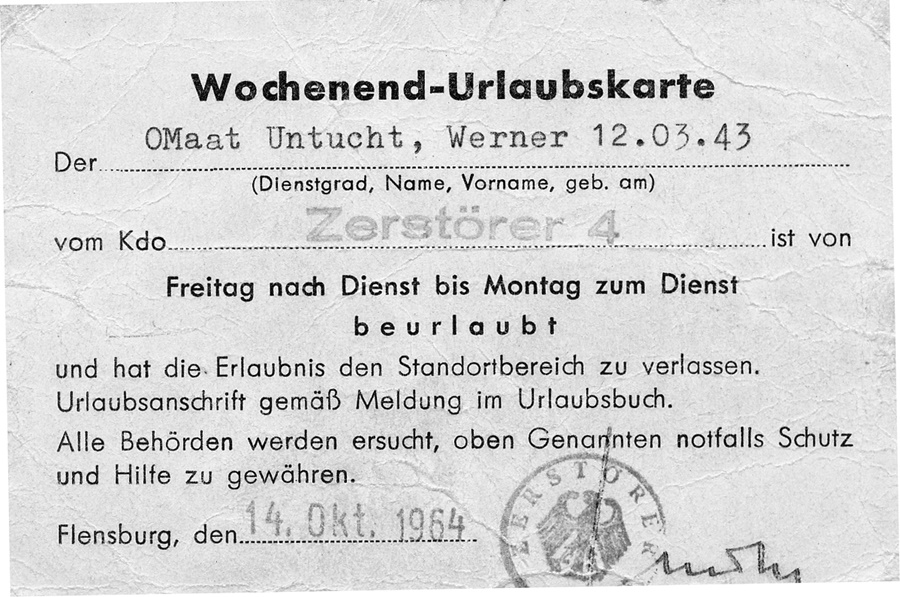 Wochenend-Urlaubskarte
OMaat Untucht, Werner 12.03.43
Der
(Dienstgrad, Name, Vorname, geb. am)
Zerstörer 4
vom Kdo. ist von
Freitag nach Dienst bis Montag zum Dienst
beurlaubt
und hat die Erlaubnis den Standortbereich zu verlassen.
Urlaubsanschrift gemäß Meldung im Urlaubsbuch.
Alle Behörden werden ersucht, oben Genannten notfalls Schutz
und Hilfe zu gewähren.
ZERSTÖRER
Flensburg, den 14. Okt. 1964